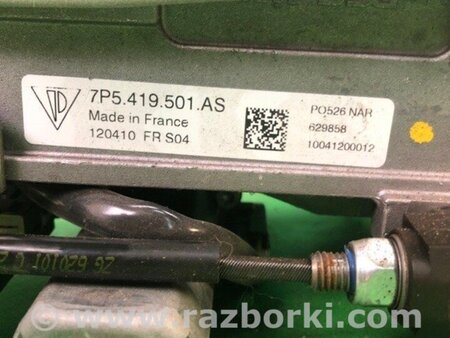 7P5.419.501.AS
Made in France
120410 FR S04
PO526 NAR
629858
10041200012
www.razborki.com